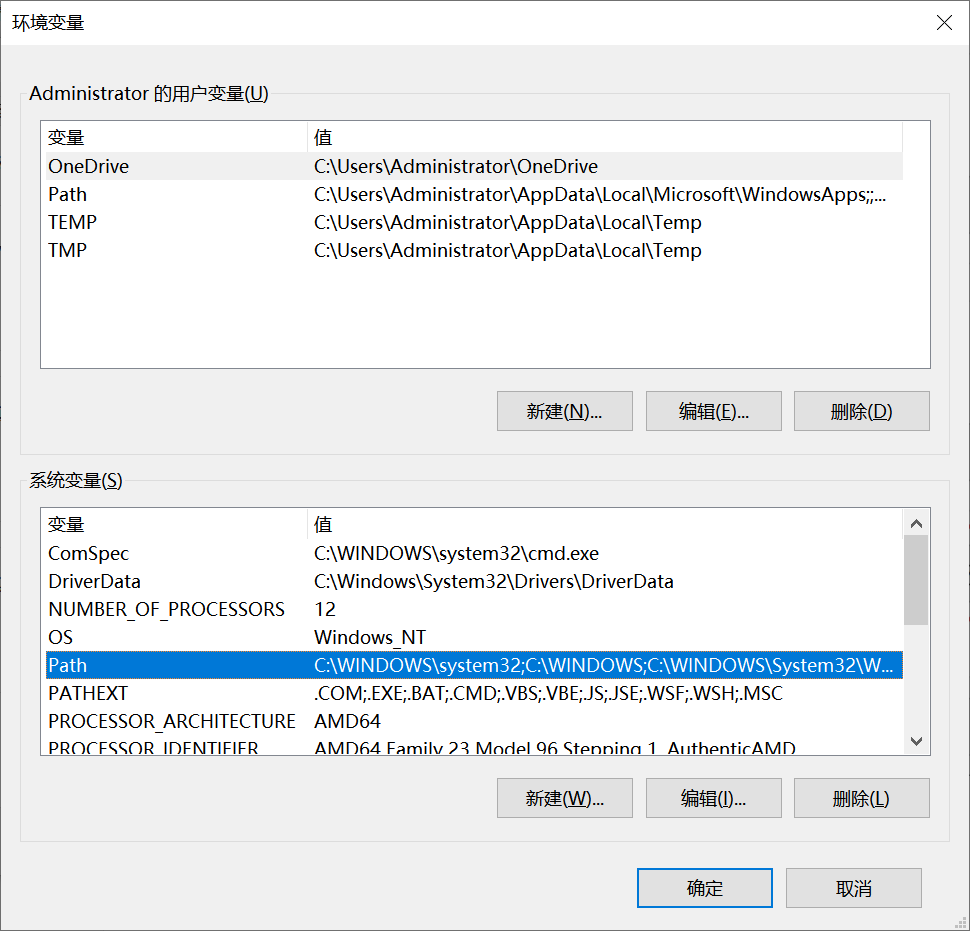 环境变量
Administrator 的用户变量(U)
变量 值
OneDrive C:\Users\Administrator\OneDrive
Path C:\Users\Administrator\AppData\Local\Microsoft\WindowsApps;;...
TEMP C:\Users\Administrator\AppData\Local\Temp
TMP C:\Users\Administrator\AppData\Local\Temp
新建(N)... 编辑(E)... 删除(D)
系统变量(S)
变量 值
ComSpec C:\WINDOWS\system32\cmd.exe
DriverData C:\Windows\System32\Drivers\DriverData
NUMBER_OF_PROCESSORS 12
OS Windows_NT
Path C:\WINDOWS\system32;C:\WINDOWS;C:\WINDOWS\System32\W...
PATHEXT .COM;.EXE;.BAT;.CMD;.VBS;.VBE;.JS;.JSE;.WSF;.WSH;.MSC
PROCESSOR_ARCHITECTURE AMD64
PROCESSOR_IDENTIFIER AMD64 Family 23 Model 96 Stepping 1, AuthenticAMD
新建(W)... 编辑(I)... 删除(L)
确定 取消